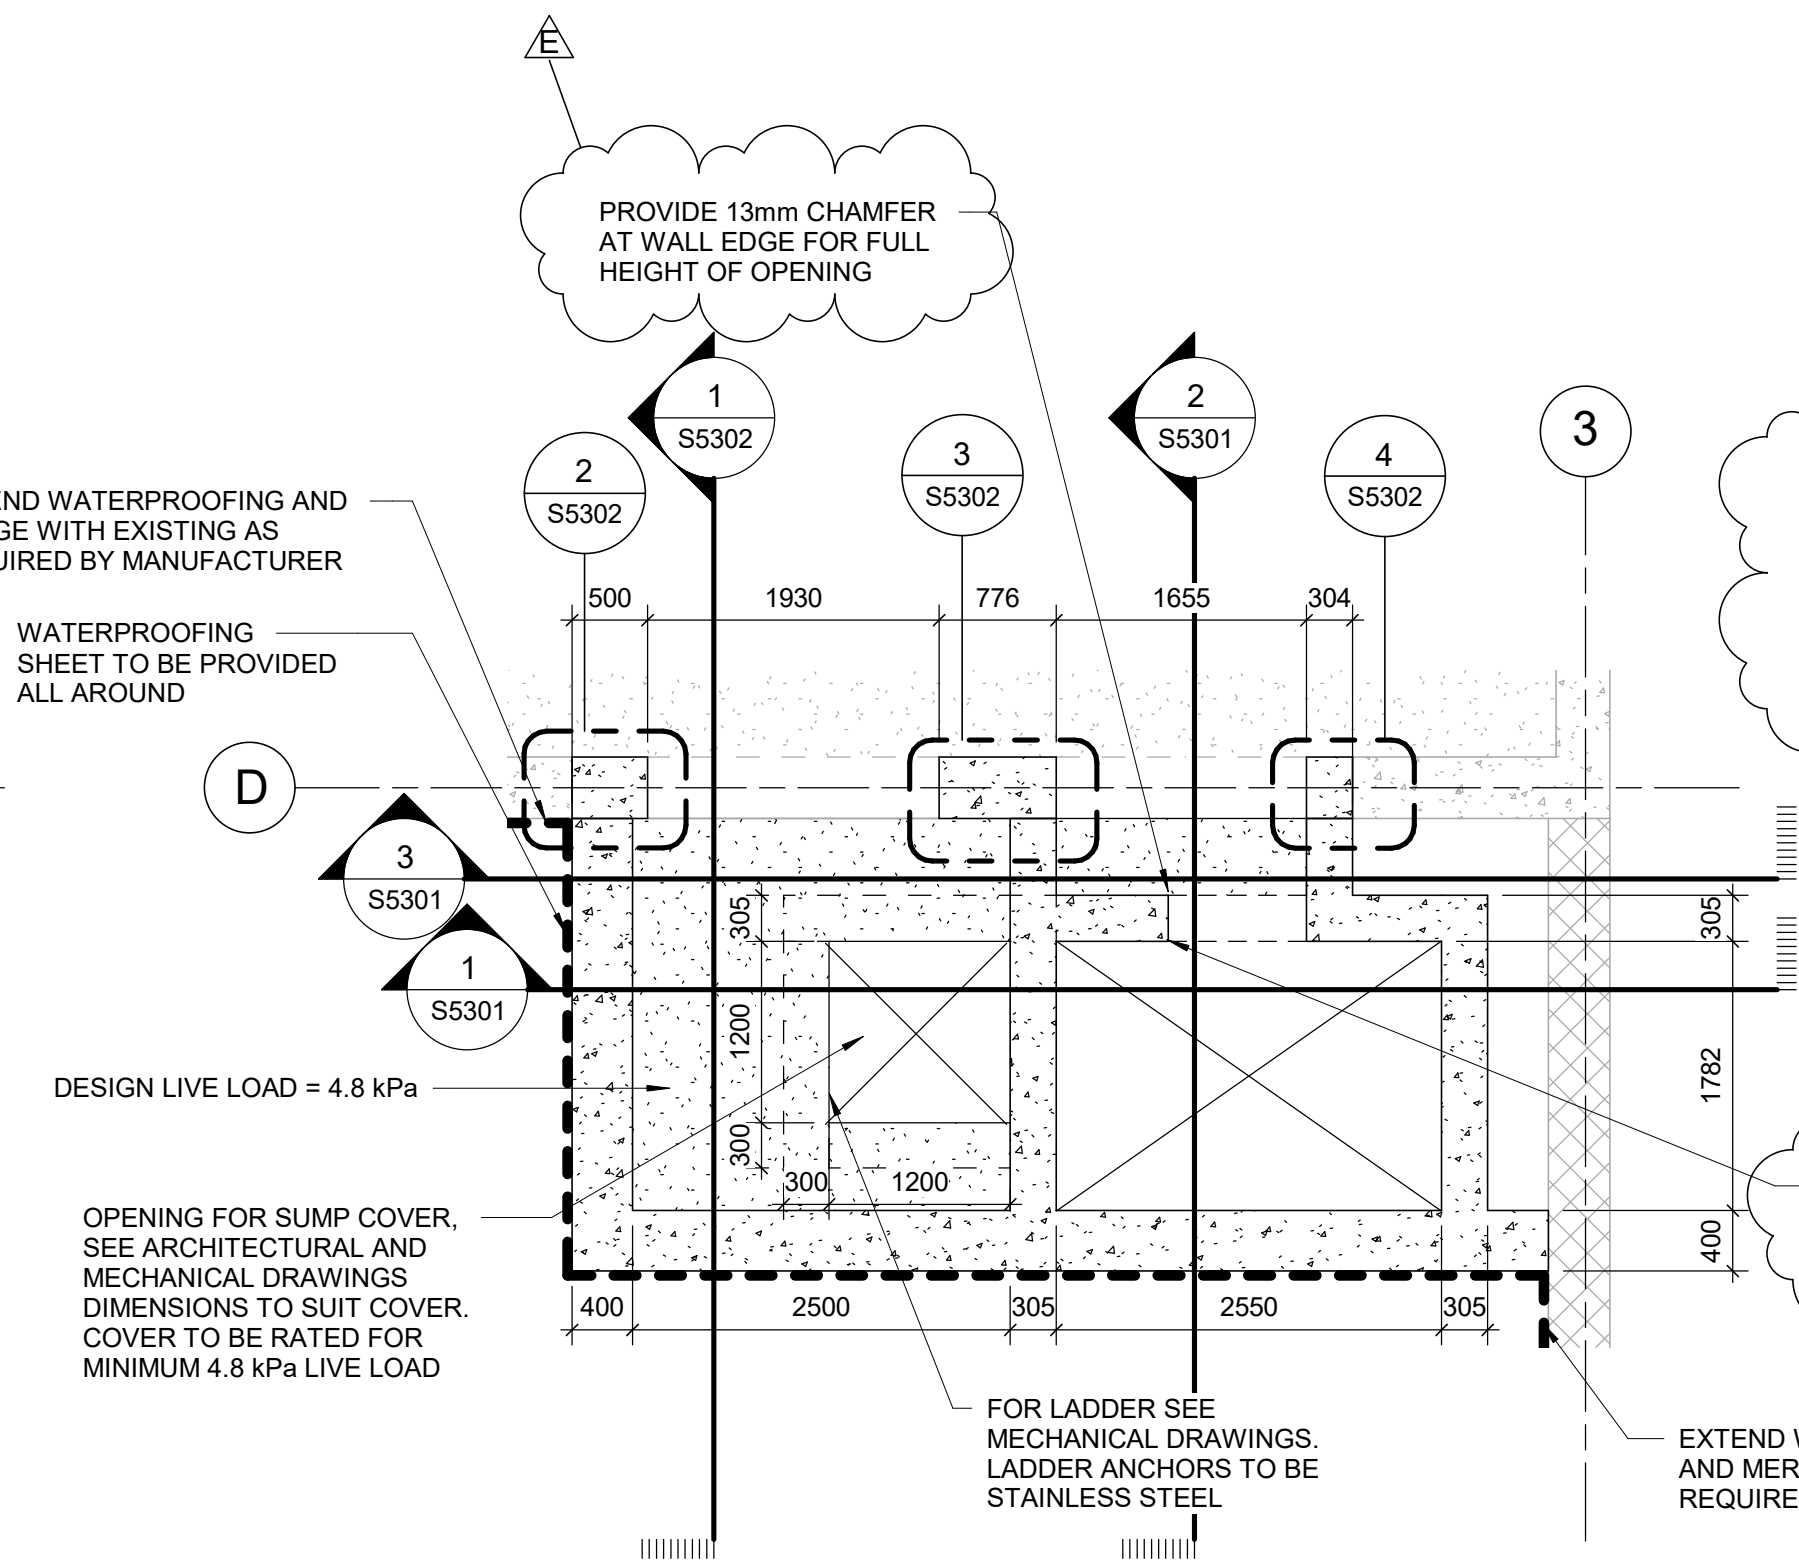 E
PROVIDE 13mm CHAMFER
AT WALL EDGE FOR FULL
HEIGHT OF OPENING
1
S5302
2
S5301
3
2
S5302
3
S5302
4
S5302
WATERPROOFING AND
WITH EXISTING AS
BY MANUFACTURER
WATERPROOFING
SHEET TO BE PROVIDED
ALL AROUND
500
1930
776
1655
304
D
3
S5301
1
S5301
305
1200
300
300
1200
305
1782
400
DESIGN LIVE LOAD = 4.8 kPa
OPENING FOR SUMP COVER,
SEE ARCHITECTURAL AND
MECHANICAL DRAWINGS
DIMENSIONS TO SUIT COVER.
COVER TO BE RATED FOR
MINIMUM 4.8 kPa LIVE LOAD
400
2500
305
2550
305
FOR LADDER SEE
MECHANICAL DRAWINGS.
LADDER ANCHORS TO BE
STAINLESS STEEL
EXTEND
AND